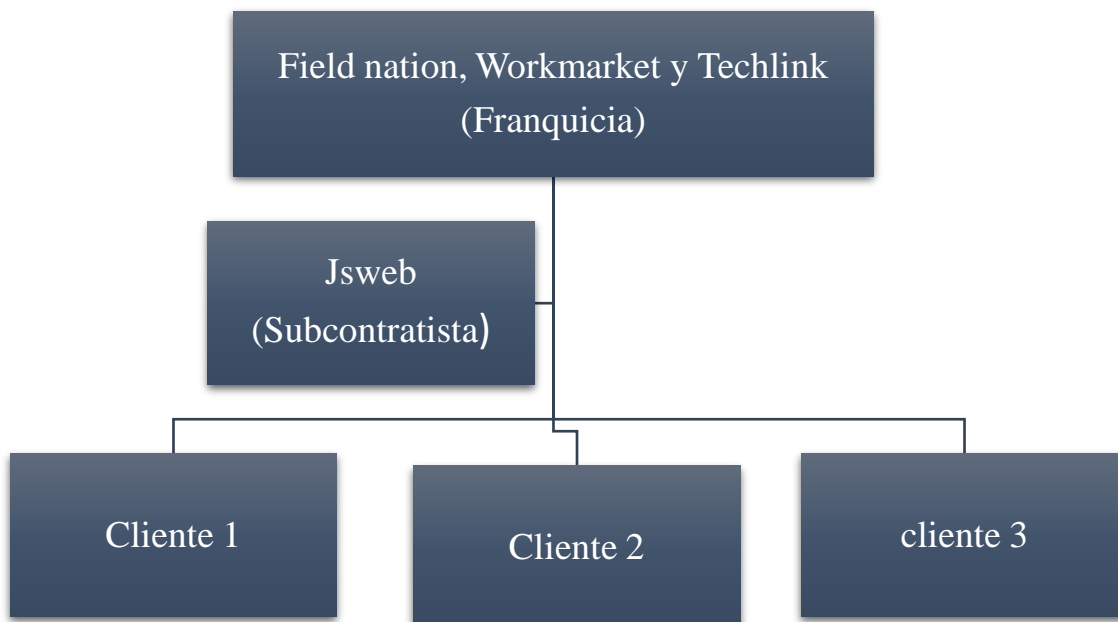 Field nation, Workmarket y Techlink
(Franquicia)
Jsweb
(Subcontratista)
Cliente 1
Cliente 2
cliente 3